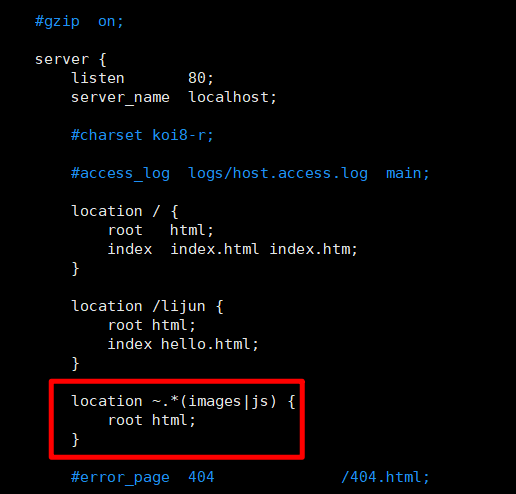 #gzip  on;
server {
listen       80;
server_name  localhost;
#charset koi8-r;
#access_log  logs/host.access.log  main;
location / {
root   html;
index  index.html index.htm;
}
location /lijun {
root html;
index hello.html;
}
location ~.*(images|js) {
root html;
}
#error_page  404              /404.html;